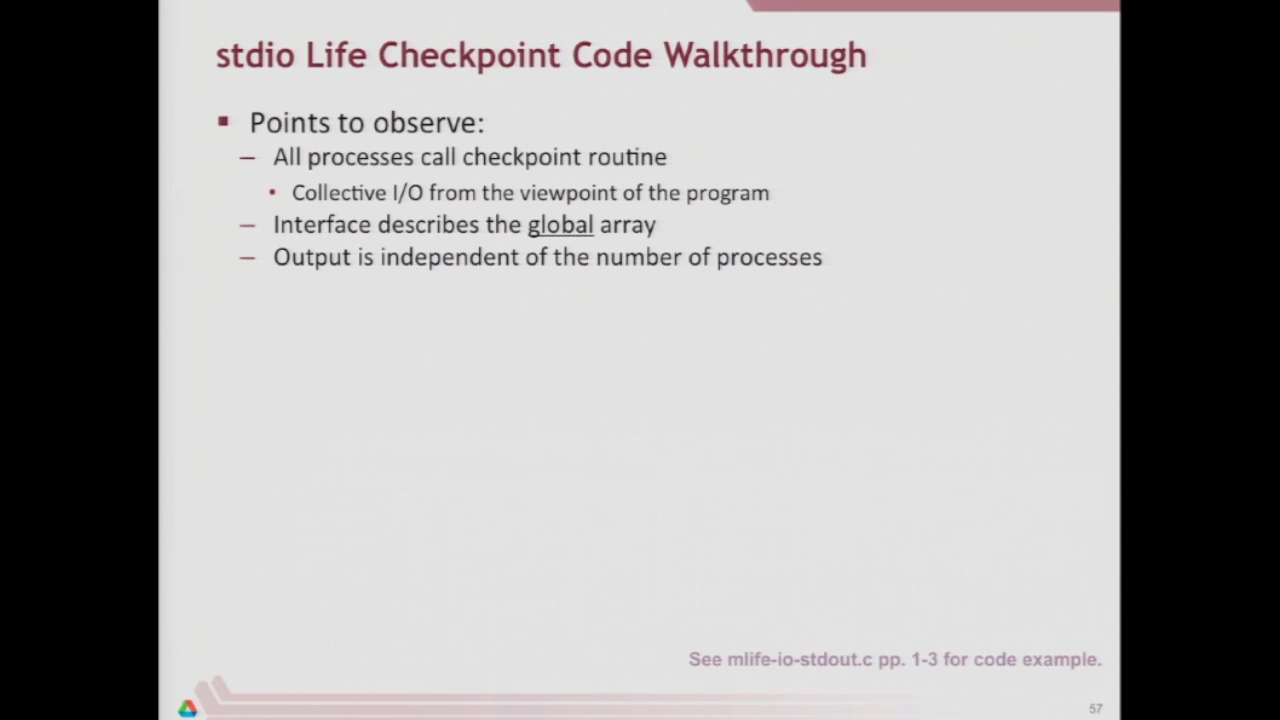 stdio Life Checkpoint Code Walkthrough
Points to observe:
– All processes call checkpoint routine
• Collective I/O from the viewpoint of the program
– Interface describes the global array
– Output is independent of the number of processes
See mlife-io-stdout.c pp. 1-3 for code example.
57